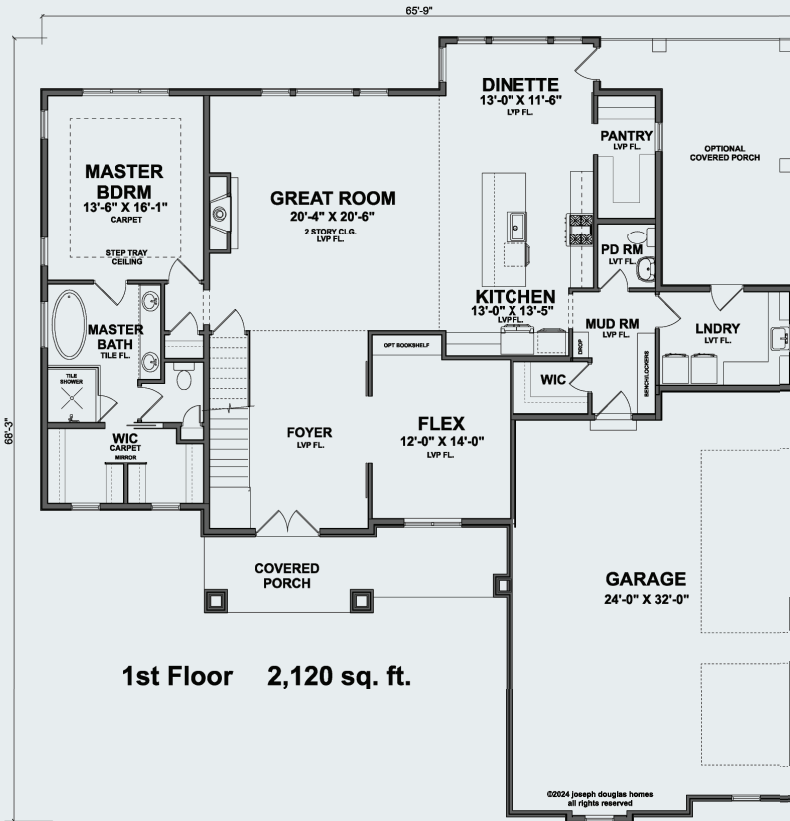 65'-9"
DINETTE
13'-0" X 11'-6"
LVP FL.
PANTRY
LVP FL.
OPTIONAL
COVERED PORCH
MASTER
BDRM
13'-6" X 16'-1"
CARPET
STEP TRAY
CEILING
GREAT ROOM
20'-4" X 20'-6"
2 STORY CLG.
LVP FL.
PD RM
LVT FL.
KITCHEN
13'-0" X 13'-5"
LVP FL.
MASTER
BATH
TILE FL.
MUD RM
LVP FL.
LNDRY
LVT FL.
OPT BOOKSHELF
DROP
BENCH/LOCKERS
TILE
SHOWER
WIC
68'-3"
FOYER
LVP FL.
FLEX
12'-0" X 14'-0"
LVP FL.
WIC
CARPET
MIRROR
COVERED
PORCH
GARAGE
24'-0" X 32'-0"
1st Floor 2,120 sq. ft.
©2024 joseph douglas homes
all rights reserved